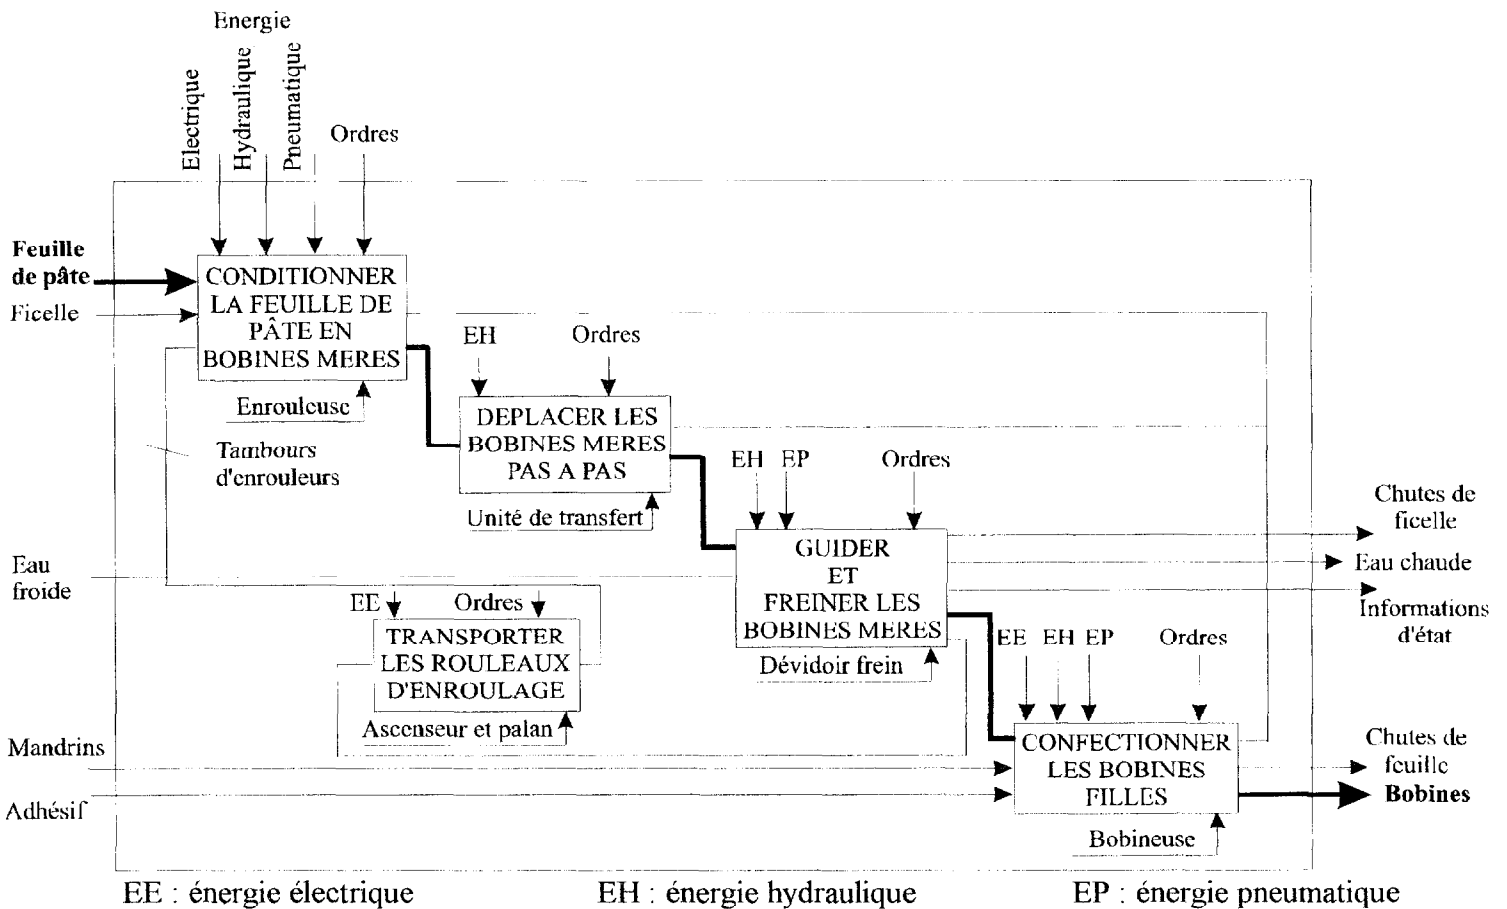 Energie
Electrique
Hydraulique
Pneumatique
Ordres
Feuille
de pâte
Ficelle
CONDITIONNER
LA FEUILLE DE
PÂTE EN
BOBINES MERES
Enrouleuse
Tambours
d'enrouleurs
EH
Ordres
DEPLACER LES
BOBINES MERES
PAS A PAS
Unité de transfert
EH
EP
Ordres
GUIDER
ET
FREINER LES
BOBINES MERES
Dévidoir frein
Chutes de
ficelle
Eau chaude
Informations
d'état
Eau
froide
EE
Ordres
TRANSPORTER
LES ROULEAUX
D'ENROULAGE
Ascenseur et palan
EE
EH
EP
Ordres
CONFECTIONNER
LES BOBINES
FILLES
Bobineuse
Mandrins
Adhésif
Chutes de
feuille
Bobines
EE : énergie électrique
EH : énergie hydraulique
EP : énergie pneumatique